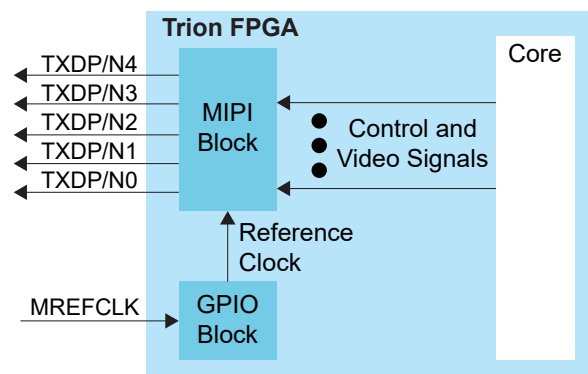 Trion FPGA
TXDP/N4
TXDP/N3
TXDP/N2
TXDP/N1
TXDP/N0
MIPI
Block
Core
Control and
Video Signals
Reference
Clock
MREFCLK
GPIO
Block